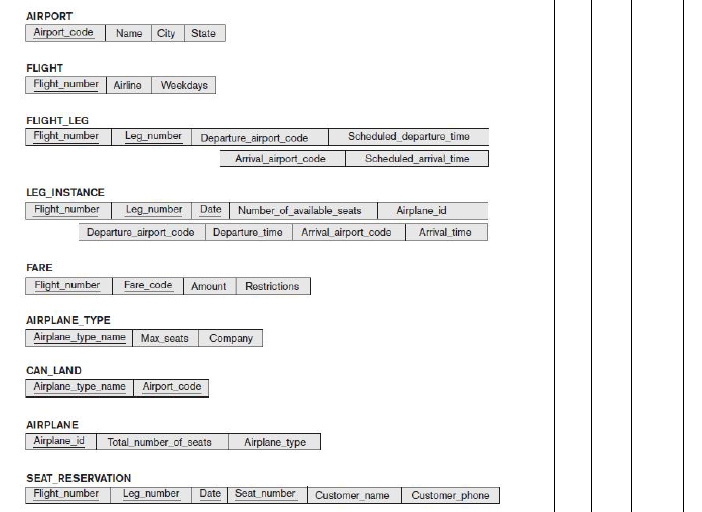 AIRPORT
Airport_code Name City State
FLIGHT
Flight_number Airline Weekdays
FLIGHT_LEG
Flight_number Leg_number Departure_airport_code Scheduled_departure_time
Arrival_airport_code Scheduled_arrival_time
LEG_INSTANCE
Flight_number Leg_number Date Number_of_available_seats Airplane_id
Departure_airport_code Departure_time Arrival_airport_code Arrival_time
FARE
Flight_number Fare_code Amount Restrictions
AIRPLANE_TYPE
Airplane_type_name Max_seats Company
CAN_LAND
Airplane_type_name Airport_code
AIRPLANE
Airplane_id Total_number_of_seats Airplane_type
SEAT_RESERVATION
Flight_number Leg_number Date Seat_number Customer_name Customer_phone